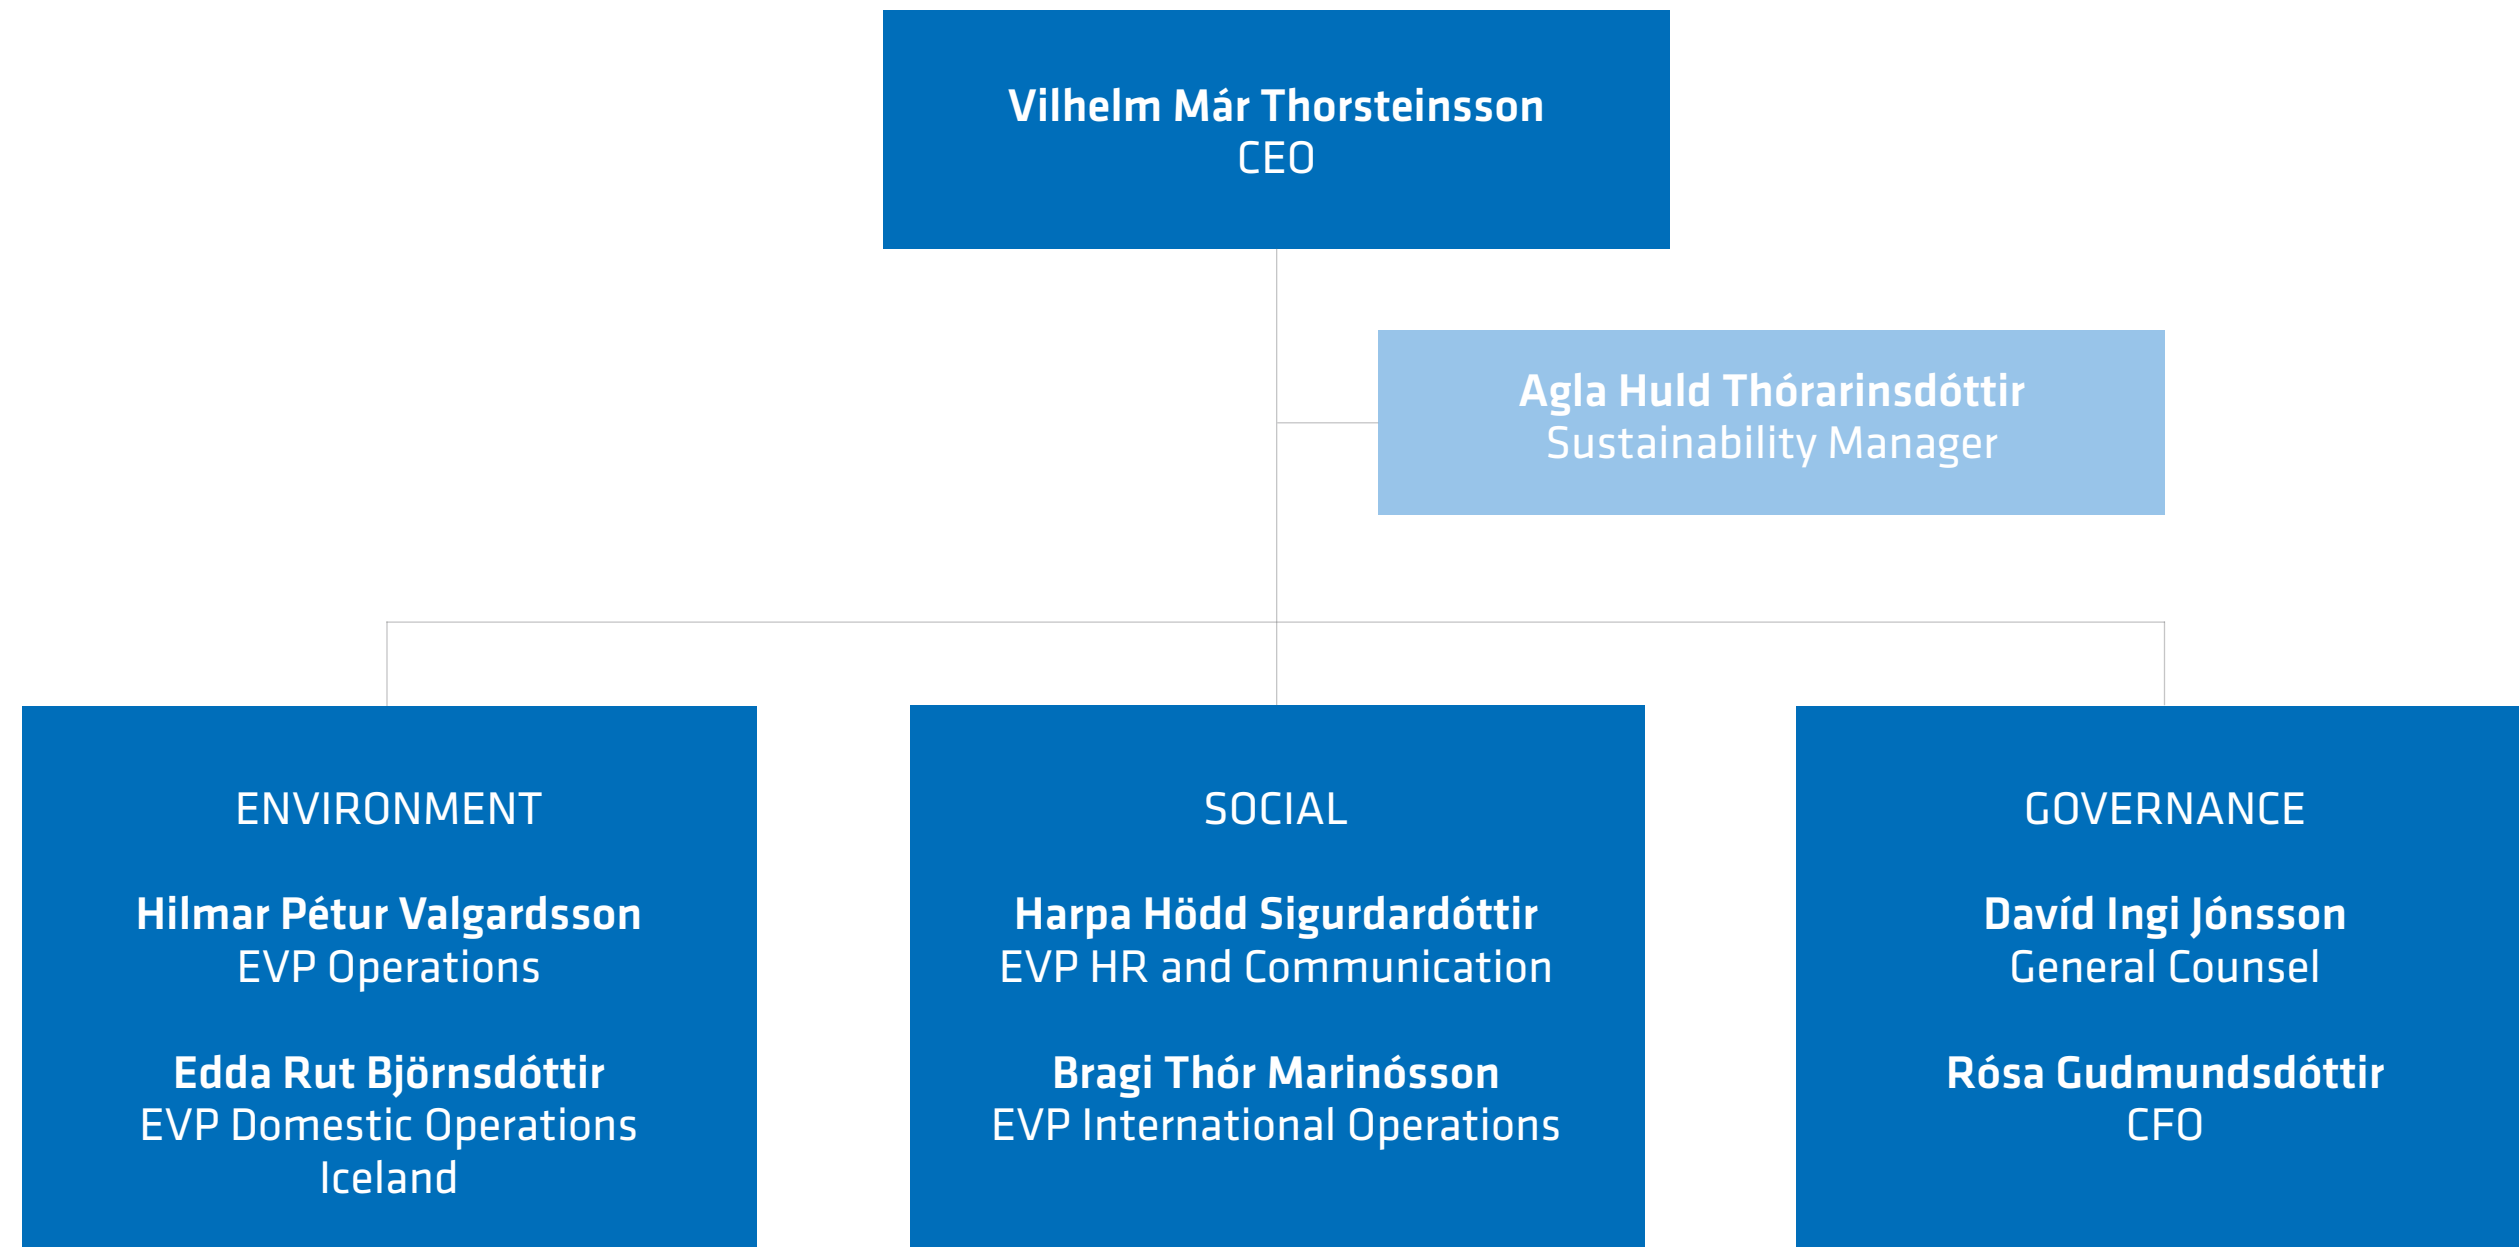 Vilhelm Már Thorsteinsson
CEO
Agla Huld Thórarinsdóttir
Sustainability Manager
ENVIRONMENT
Hilmar Pétur Valgardsson
EVP Operations
Edda Rut Björnsdóttir
EVP Domestic Operations
Iceland
SOCIAL
Harpa Hödd Sigurdardóttir
EVP HR and Communication
Bragi Thór Marinósson
EVP International Operations
GOVERNANCE
Davíd Ingi Jónsson
General Counsel
Rósa Gudmundsdóttir
CFO